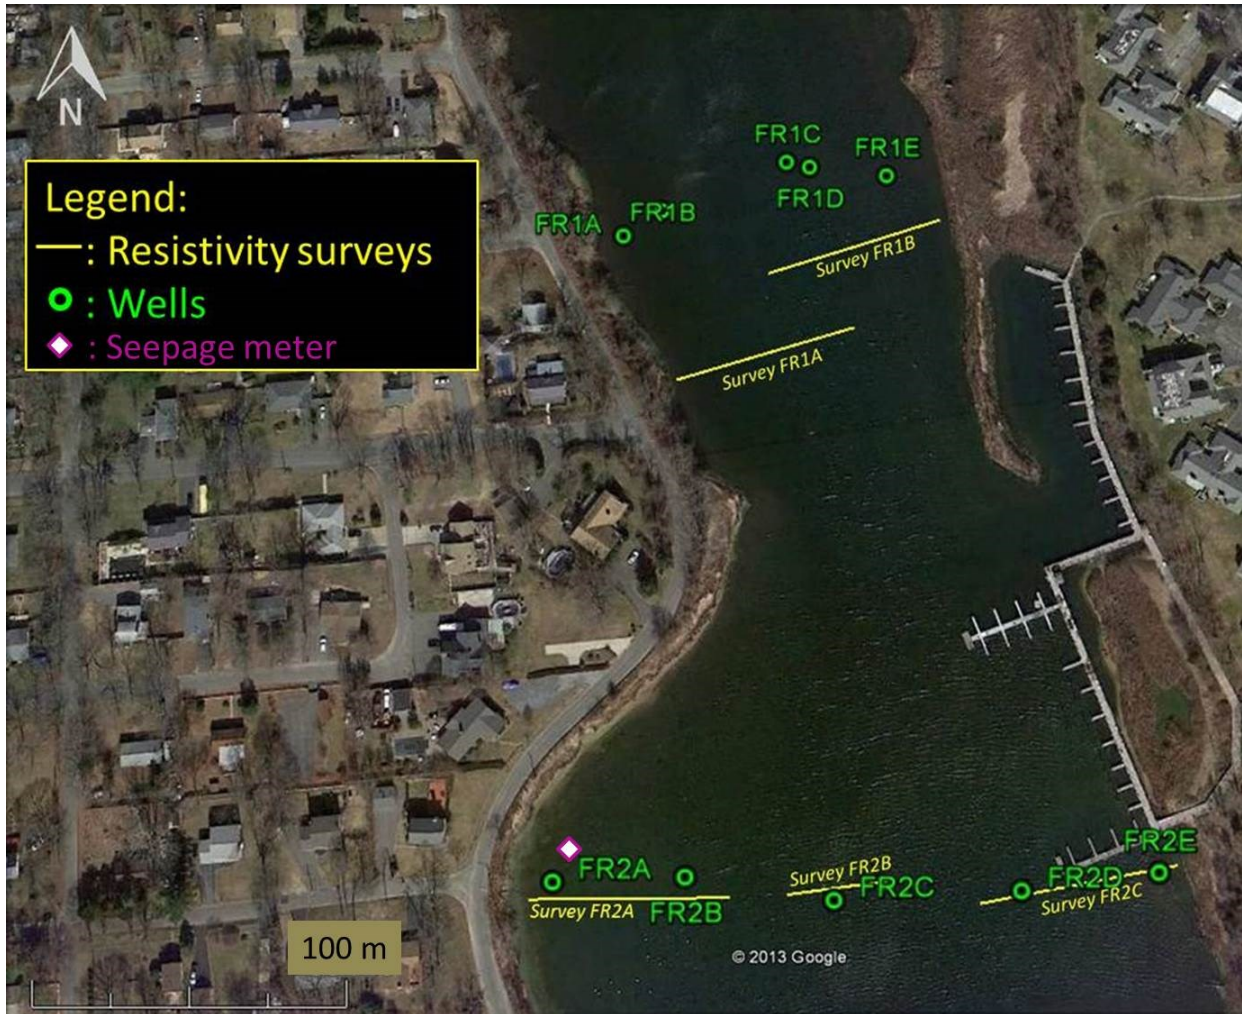 N
Legend:
: Resistivity surveys
: Wells
: Seepage meter
FR1C
FR1E
FR1D
FR1A
FR1B
Survey FR1B
Survey FR1A
FR2E
FR2A
Survey FR2B
FR2C
FR2D
Survey FR2A
FR2B
Survey FR2C
100 m
© 2013 Google